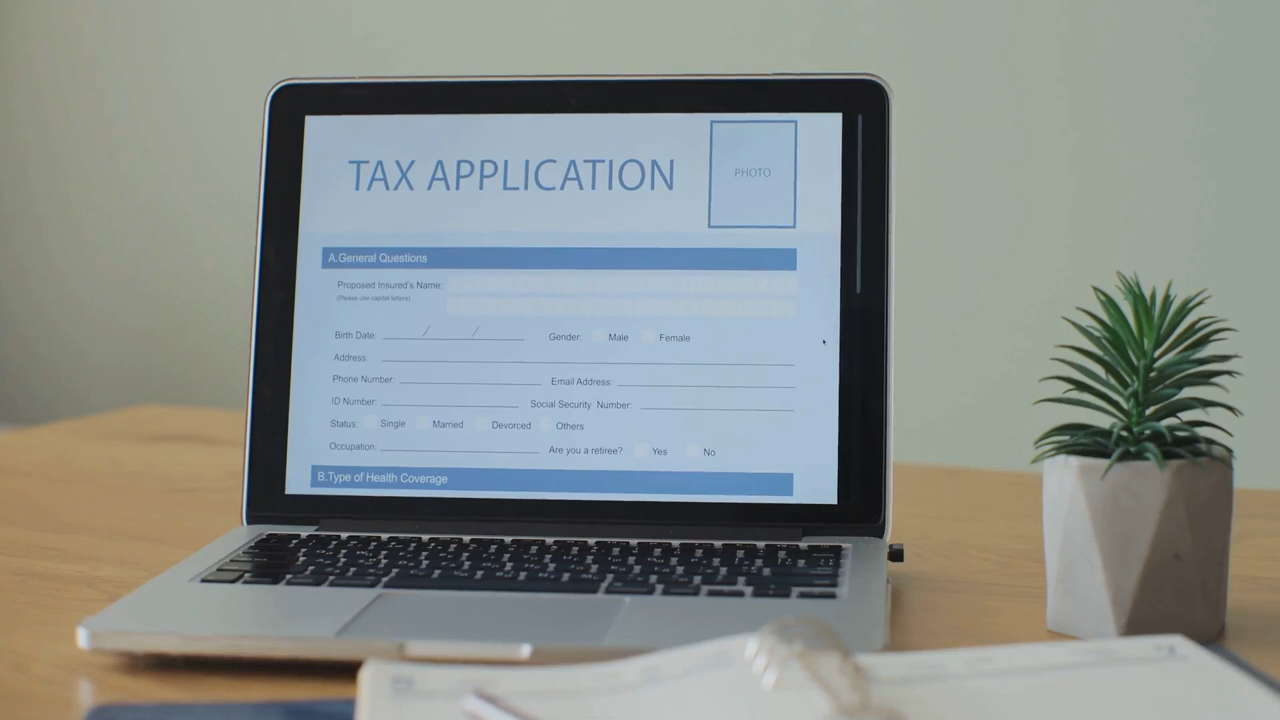 TAX APPLICATION
PHOTO
A.General Questions
Proposed Insured's Name:
(Please use capital letters)
Birth Date: / / Gender: Male Female
Address:
Phone Number: Email Address:
ID Number: Social Security Number:
Status: Single Married Devorced Others
Occupation: Are you a retiree? Yes No
B.Type of Health Coverage